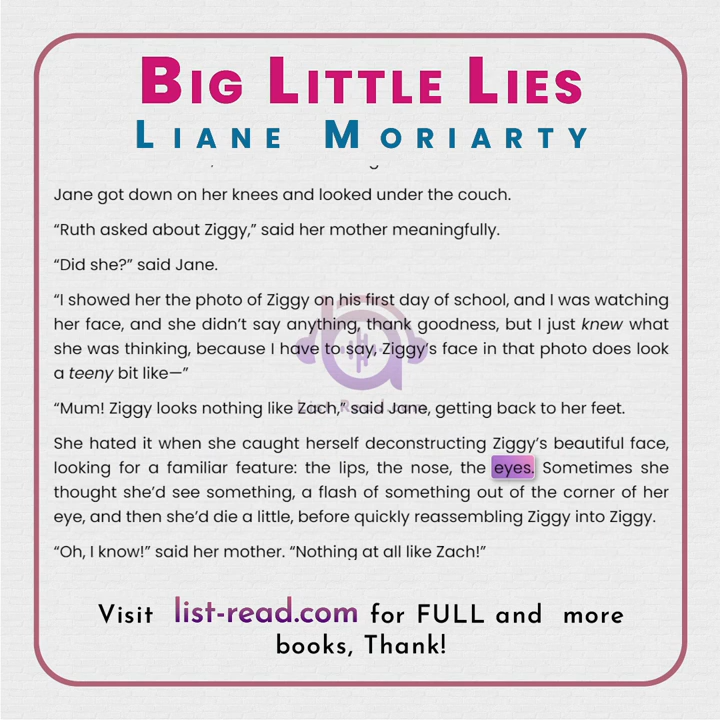 BIG LITTLE LIES
LIANE MORIARTY
Jane got down on her knees and looked under the couch.
“Ruth asked about Ziggy,” said her mother meaningfully.
“Did she?” said Jane.
“I showed her the photo of Ziggy on his first day of school, and I was watching
her face, and she didn’t say anything, thank goodness, but I just knew what
she was thinking, because I have to say, Ziggy’s face in that photo does look
a teeny bit like—”
“Mum! Ziggy looks nothing like Zach,” said Jane, getting back to her feet.
She hated it when she caught herself deconstructing Ziggy’s beautiful face,
looking for a familiar feature: the lips, the nose, the eyes. Sometimes she
thought she’d see something, a flash of something out of the corner of her
eye, and then she’d die a little, before quickly reassembling Ziggy into Ziggy.
“Oh, I know!” said her mother. “Nothing at all like Zach!”
Visit list-read.com for FULL and more
books, Thank!